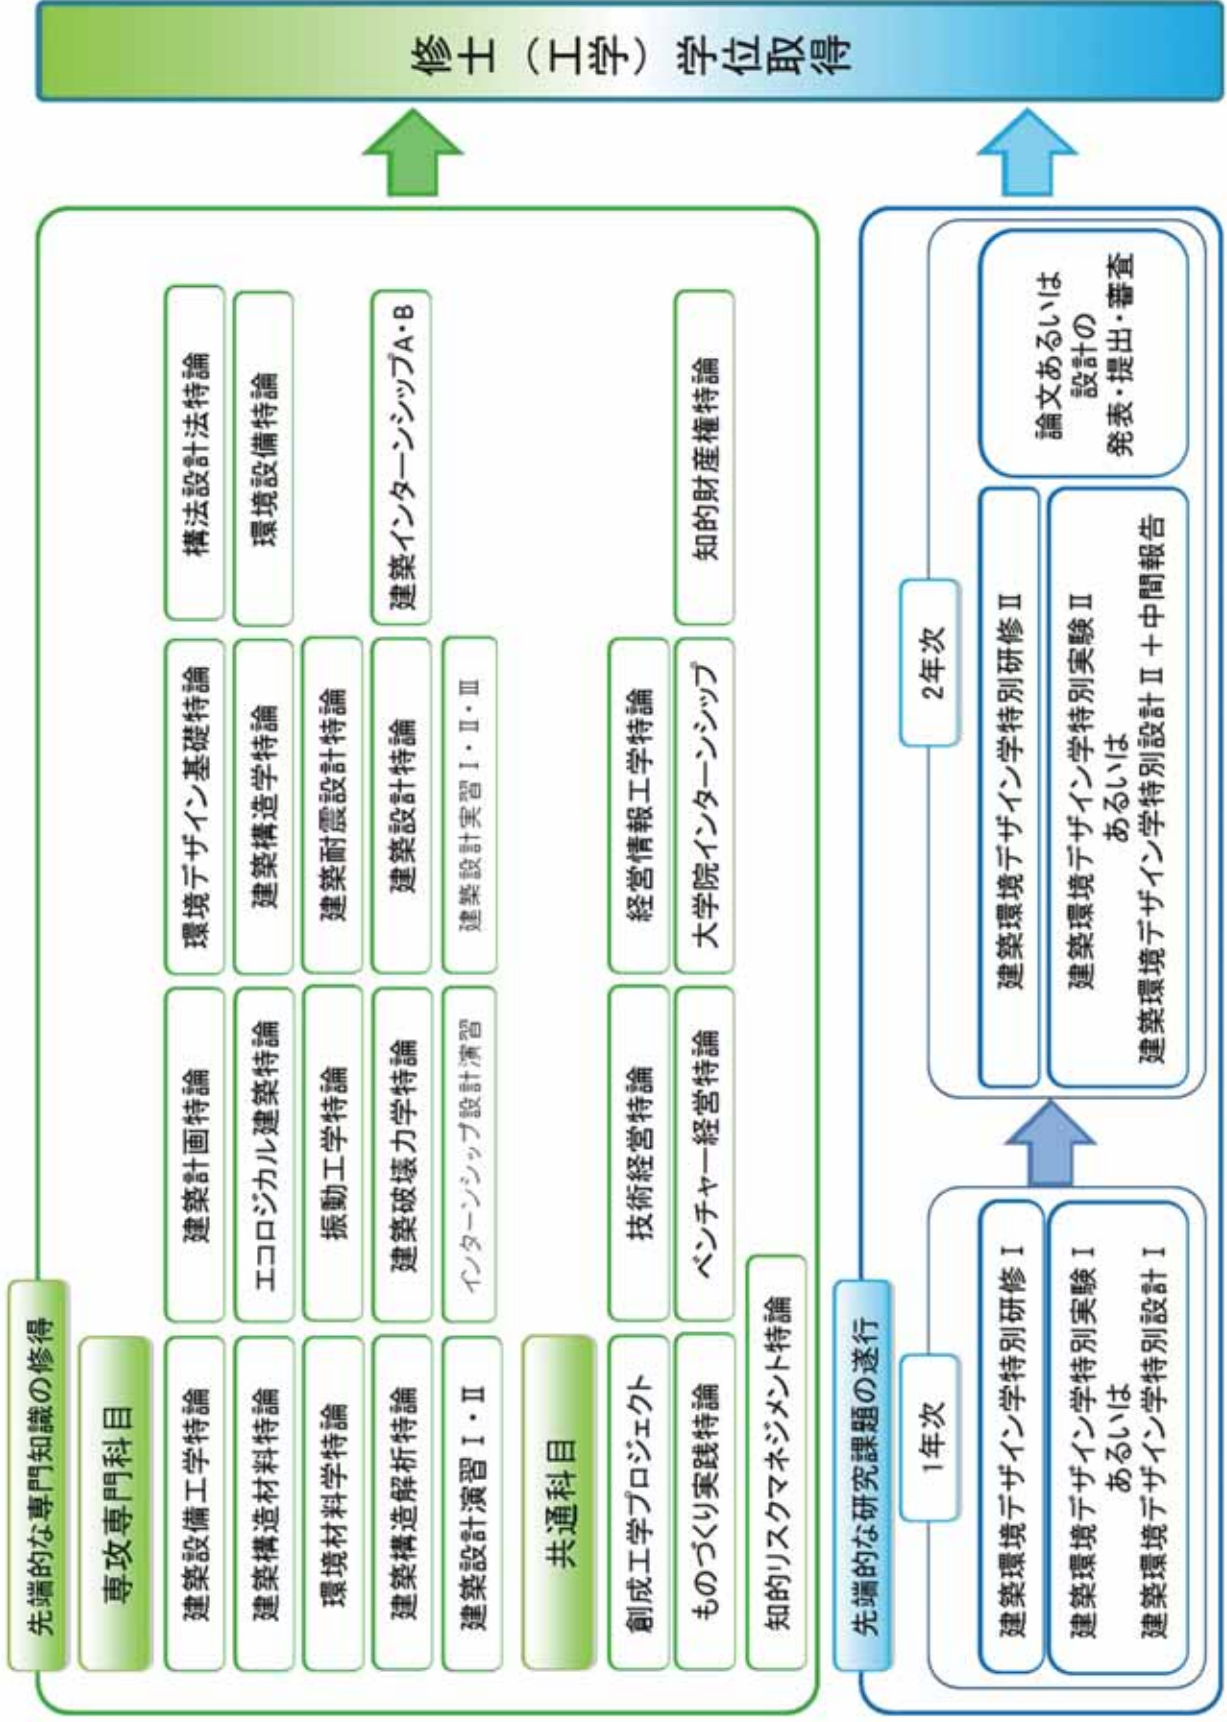 先端的な専門知識の修得
専攻専門科目
建築設備工学特論
建築計画特論
環境デザイン基礎特論
構法設計法特論
建築構造材料特論
エコロジカル建築特論
建築構造学特論
環境設備特論
環境材料学特論
振動工学特論
建築耐震設計特論
建築構造解析特論
建築破壊力学特論
建築設計特論
建築インターンシップA・B
建築設計演習Ⅰ・Ⅱ
インターンシップ設計演習
建築設計実習Ⅰ・Ⅱ・Ⅲ
共通科目
創成工学プロジェクト
技術経営特論
経営情報工学特論
ものづくり実践特論
ベンチャー経営特論
大学院インターンシップ
知的財産権特論
知的リスクマネジメント特論
先端的な研究課題の遂行
1年次
建築環境デザイン学特別研修Ⅰ
建築環境デザイン学特別実験Ⅰ
あるいは
建築環境デザイン学特別設計Ⅰ
2年次
建築環境デザイン学特別研修Ⅱ
建築環境デザイン学特別実験Ⅱ
あるいは
建築環境デザイン学特別設計Ⅱ＋中間報告
論文あるいは
設計の
発表・提出・審査
修士（工学）学位取得